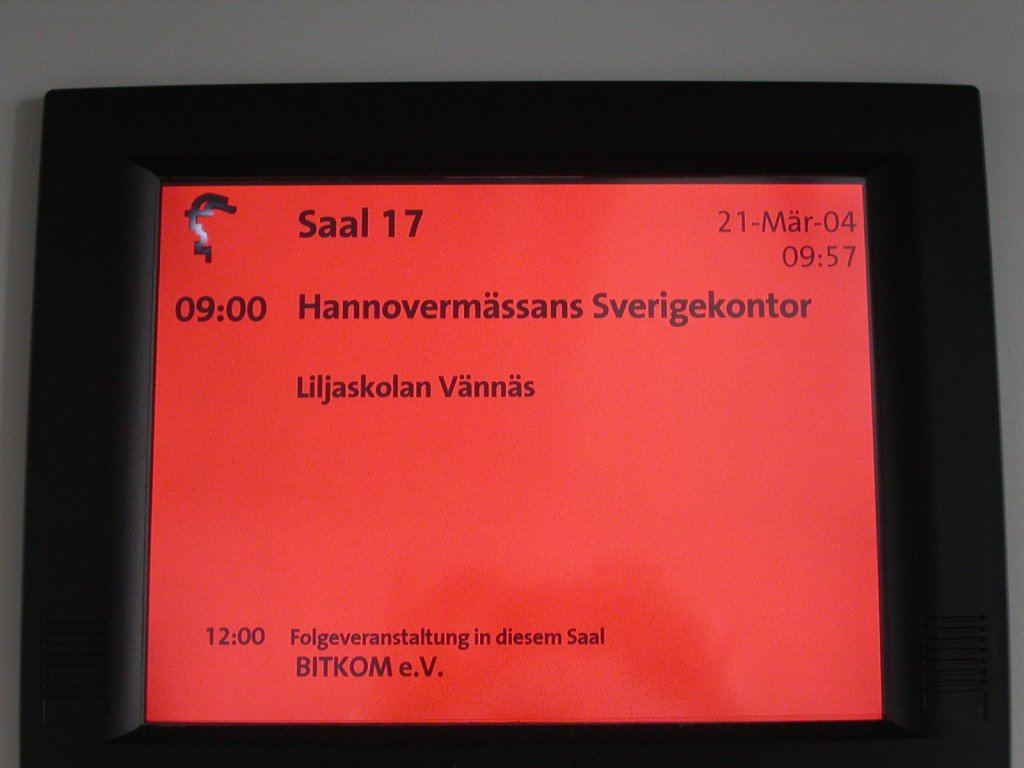 Saal 17
21-Mär-04
09:57
09:00 Hannovermässans Sverigekontor
Liljaskolan Vännäs
12:00 Folgeveranstaltung in diesem Saal
BITKOM e.V.